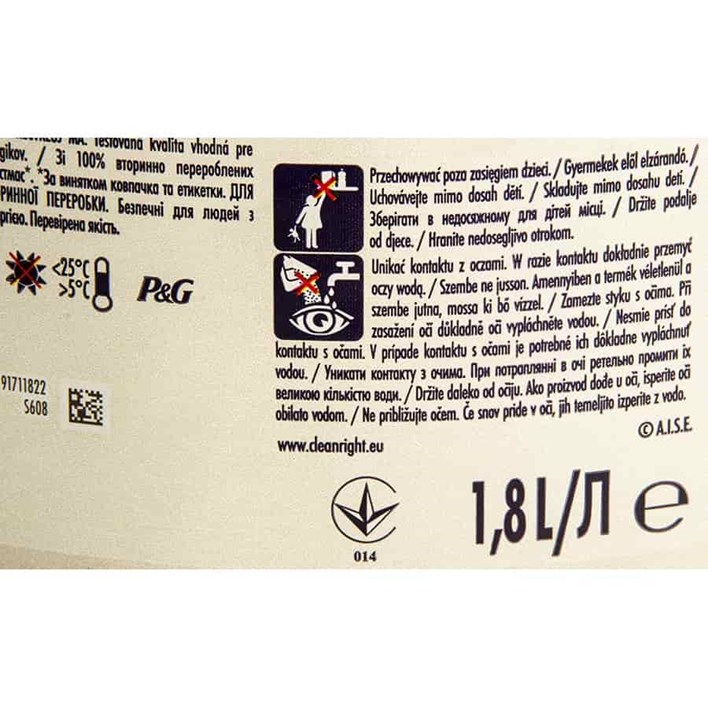 Testovaná kvalita vhodná pre
/ Зі 100% вторинно перероблених
*За винятком ковпачка та етикетки. ДЛЯ
ПЕРЕРОБКИ. Безпечні для людей з
Перевірена якість.
<25°C
>5°C
P&G
91711822
S608
Przechowywać poza zasięgiem dzieci. / Gyermekek elől elzárandó. /
Uchovávejte mimo dosah dětí. / Skladujte mimo dosahu detí. /
Зберігати в недосяжному для дітей місці. / Držite podalje
od djece. / Hranite nedosegljivo otrokom.
Unikać kontaktu z oczami. W razie kontaktu dokładnie przemyć
oczy wodą. / Szembe ne jusson. Amennyiben a termék véletlenül a
szembe jutna, mossa ki bő vízzel. / Zamezte styku s očima. Při
zasažení očí důkladně oči vypláchněte vodou. / Nesmie prísť do
kontaktu s očami. V prípade kontaktu s očami je potrebné ich dôkladne vypláchnuť
vodou. / Уникати контакту з очима. При потраплянні в очі ретельно промити їх
великою кількістю води. / Držite daleko od očiju. Ako proizvod dođe u oči, isperite oči
obilato vodom. / Ne približujte očem. Če snov pride v oči, jih temeljito izperite z vodo.
© A.I.S.E.
www.cleanright.eu
014
1,8 L/Л ℮